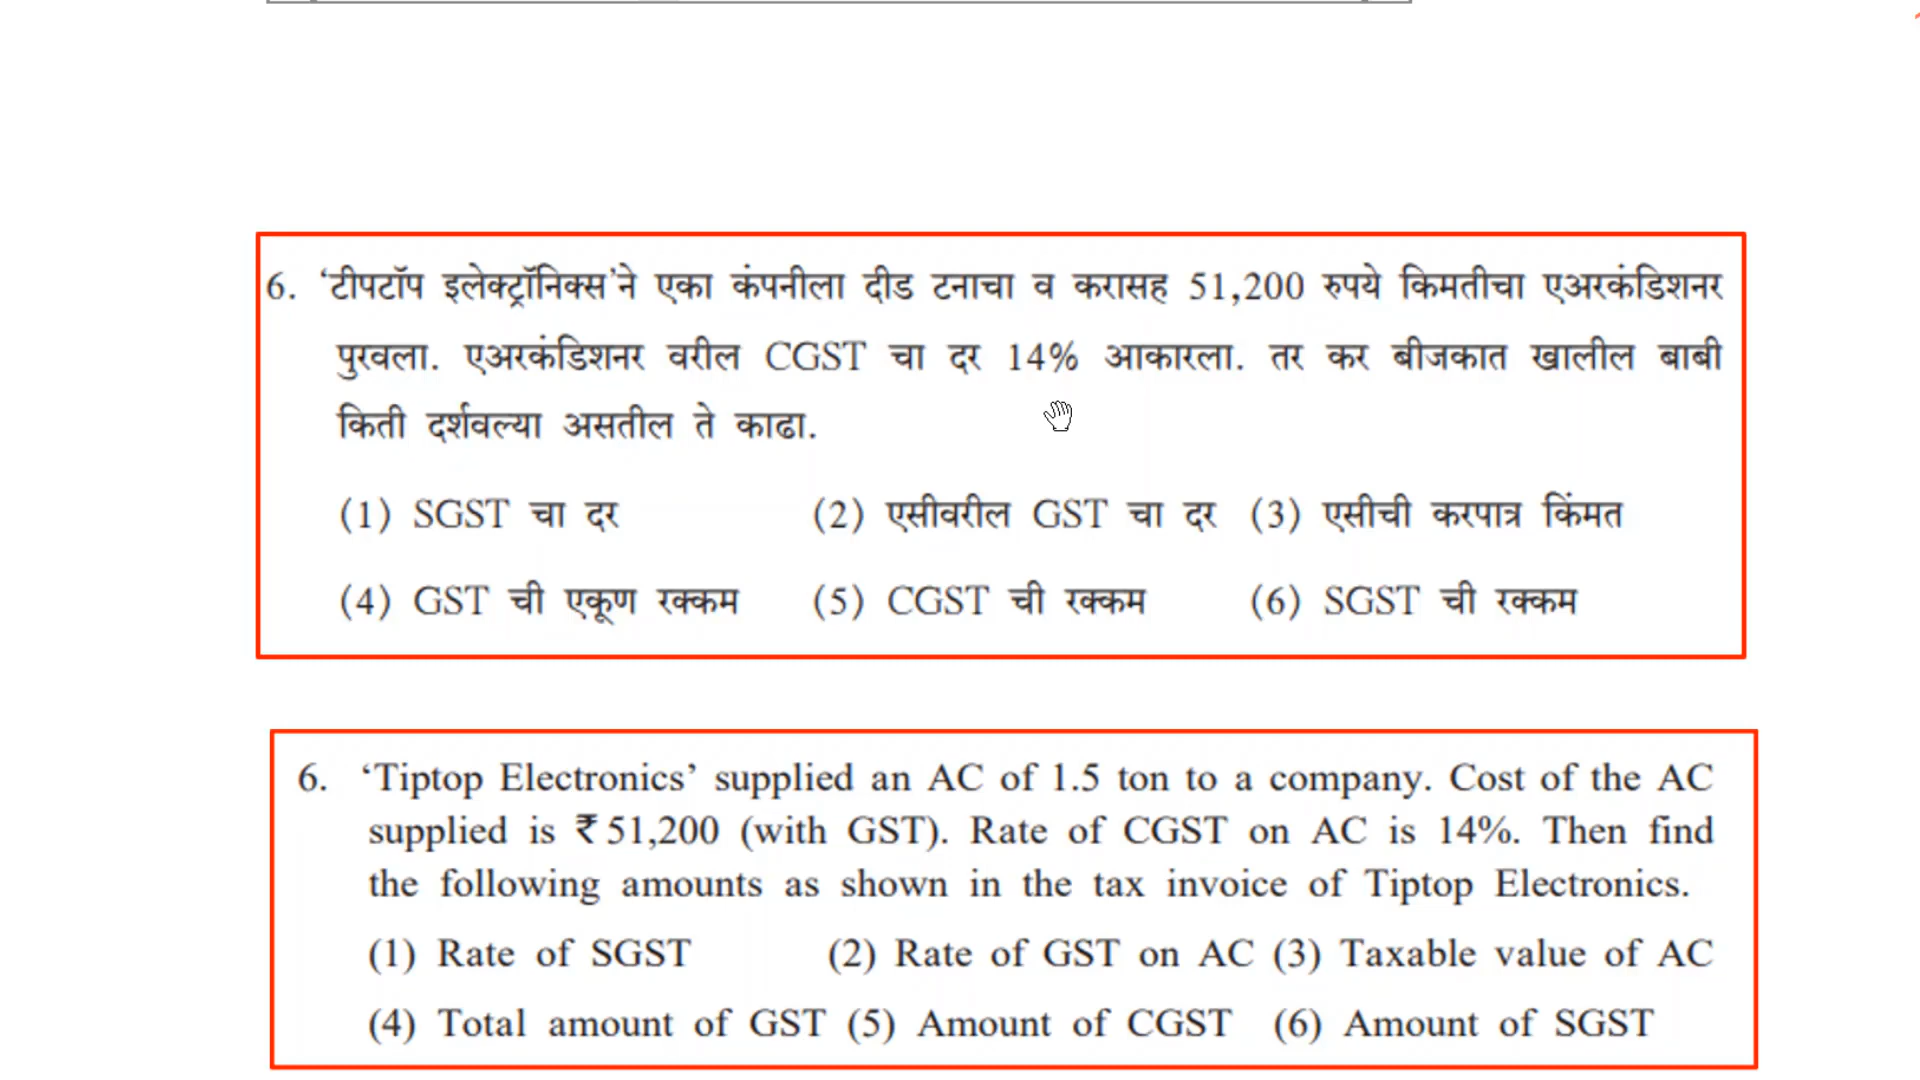 6. ‘टीपटॉप इलेक्ट्रॉनिक्स’ने एका कंपनीला दीड टनाचा व करासह 51,200 रुपये किमतीचा एअरकंडिशनर
पुरवला. एअरकंडिशनर वरील CGST चा दर 14% आकारला. तर कर बीजकात खालील बाबी
किती दर्शवल्या असतील ते काढा.
(1) SGST चा दर (2) एसीवरील GST चा दर (3) एसीची करपात्र किंमत
(4) GST ची एकूण रक्कम (5) CGST ची रक्कम (6) SGST ची रक्कम
6. ‘Tiptop Electronics’ supplied an AC of 1.5 ton to a company. Cost of the AC
supplied is ₹ 51,200 (with GST). Rate of CGST on AC is 14%. Then find
the following amounts as shown in the tax invoice of Tiptop Electronics.
(1) Rate of SGST (2) Rate of GST on AC (3) Taxable value of AC
(4) Total amount of GST (5) Amount of CGST (6) Amount of SGST